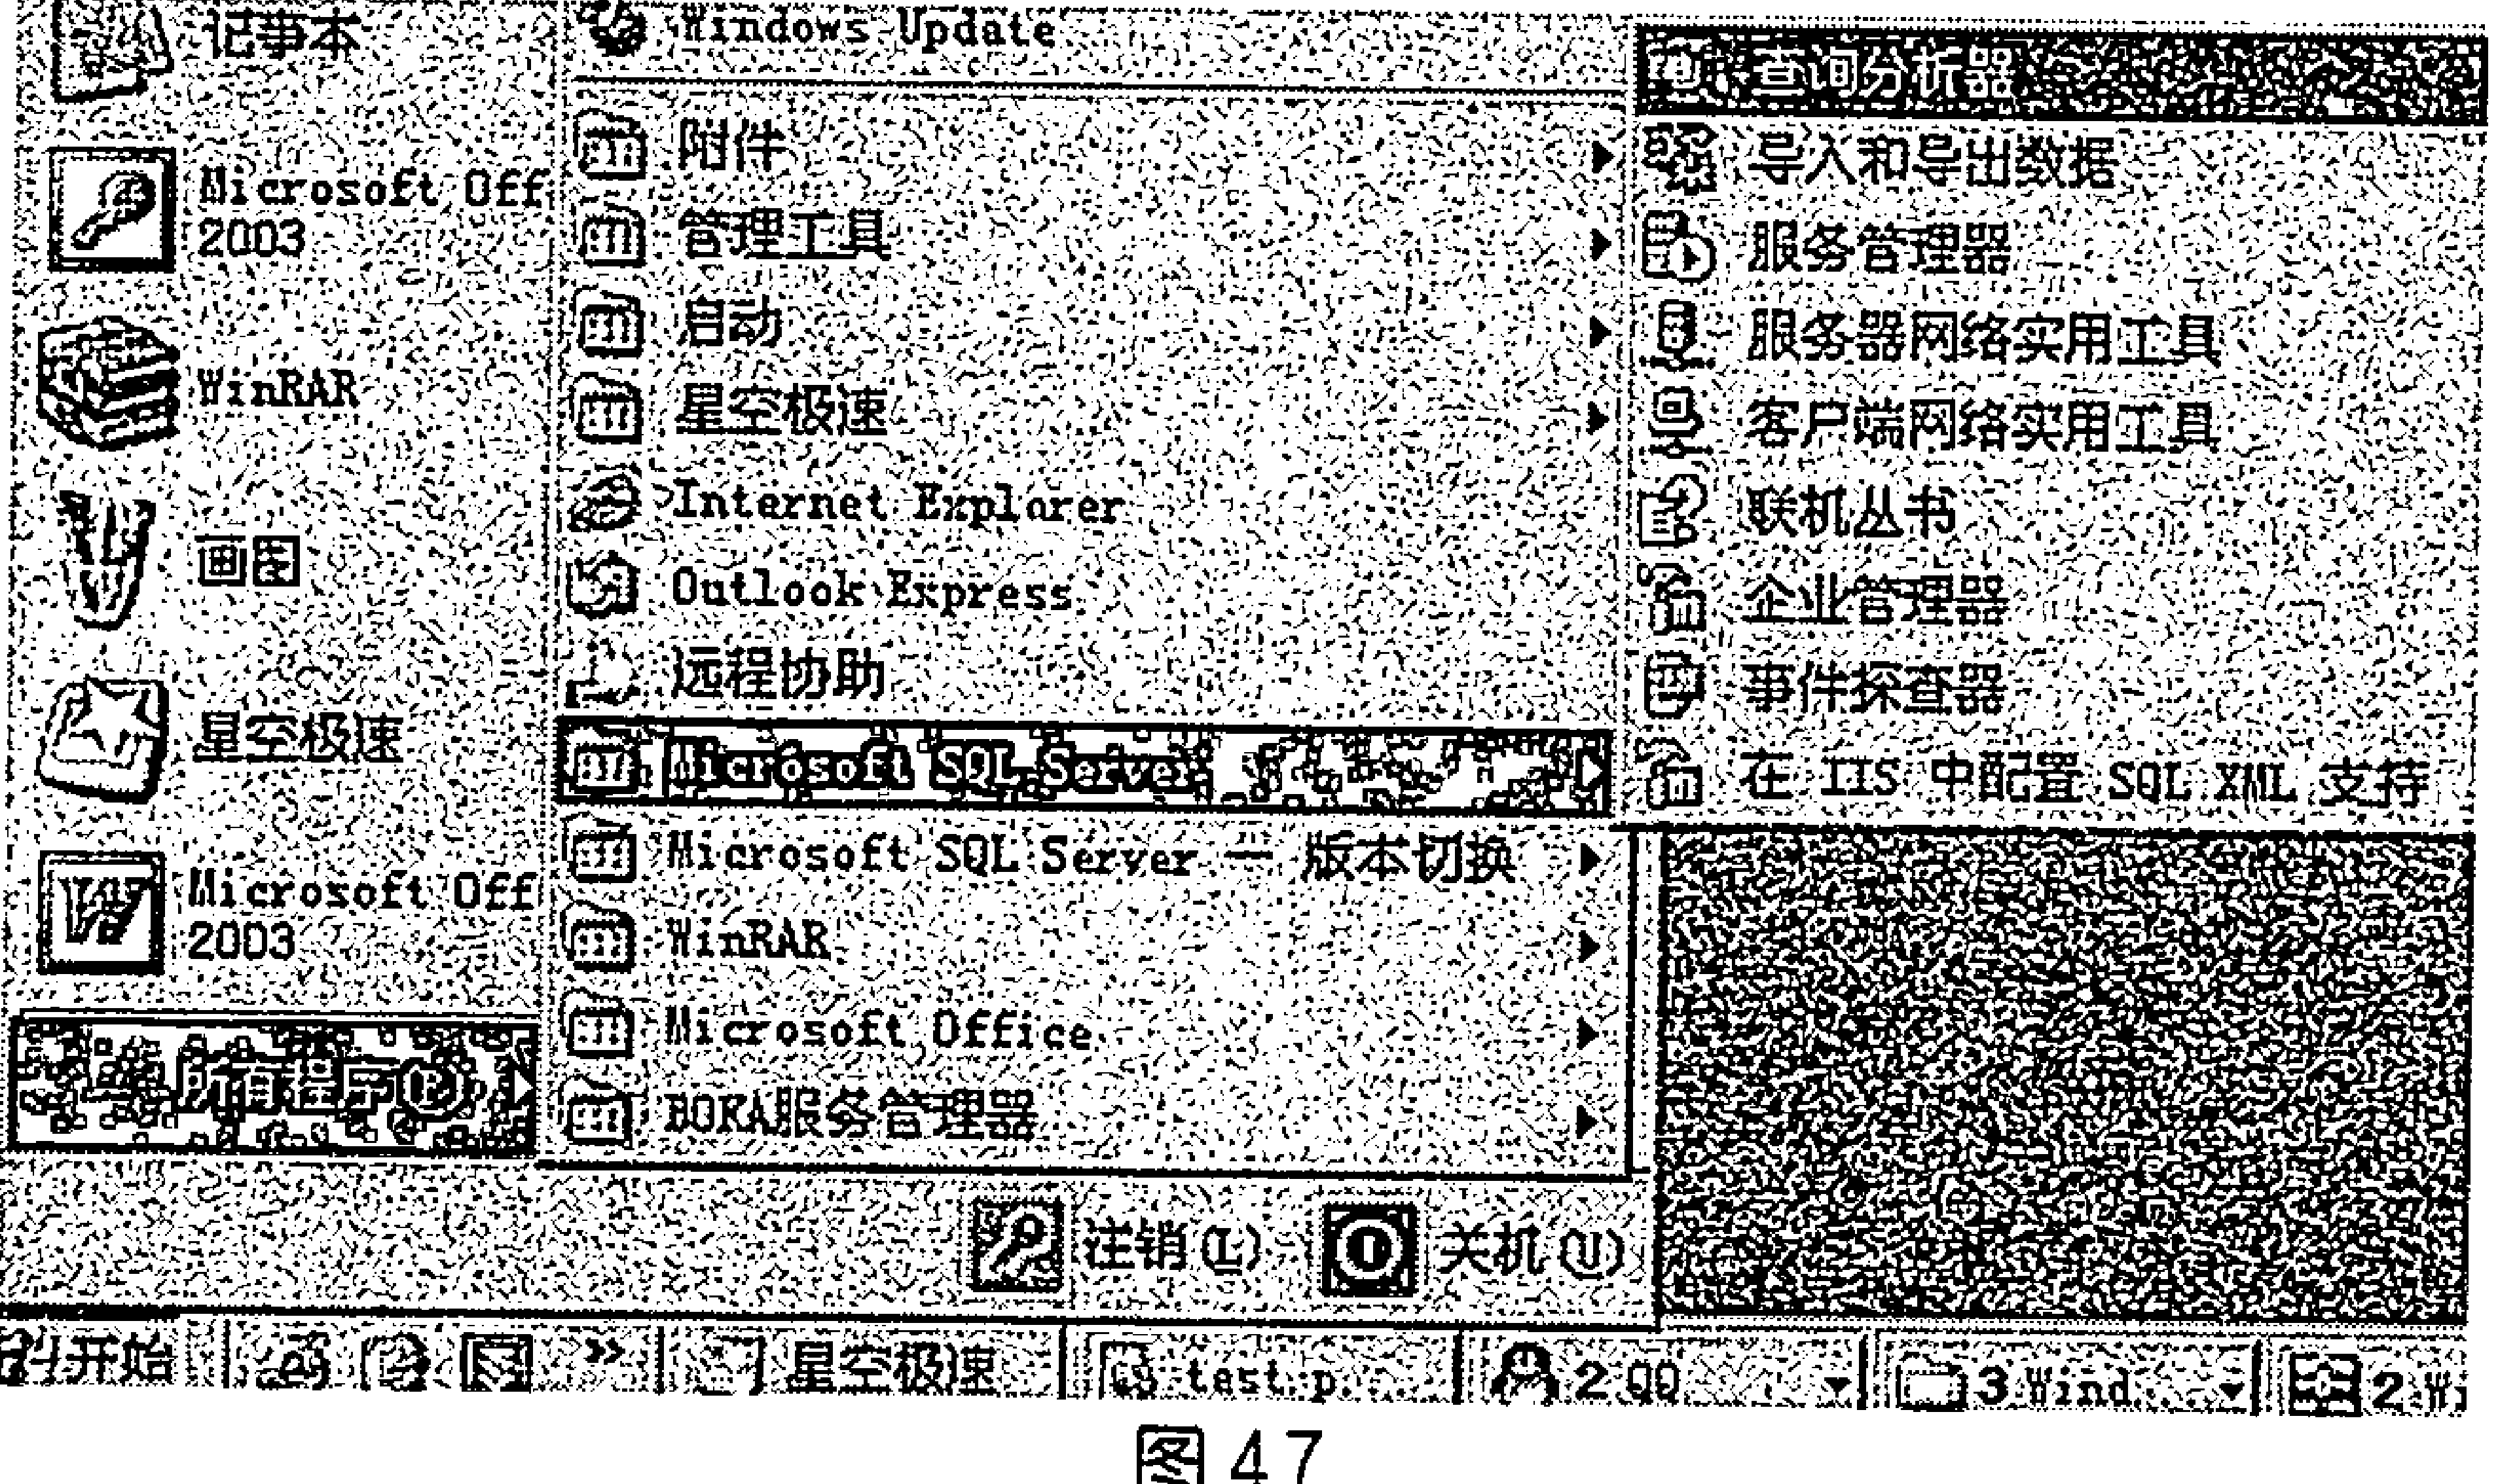 记事本
Microsoft Off
2003
WinRAR
画图
星空极速
Microsoft Off
2003
所有程序(P)
Windows Update
附件
管理工具
启动
星空极速
Internet Explorer
Outlook Express
远程协助
Microsoft SQL Server
Microsoft SQL Server — 版本切换
WinRAR
Microsoft Office
查询分析器
导入和导出数据
服务管理器
服务器网络实用工具
客户端网络实用工具
联机丛书
企业管理器
事件探查器
在 IIS 中配置 SQL XML 支持
服务管理器
注销(L) 关机(U)
开始 » 星空极速 test.p. 2 QQ 3 Wind. 2 W
图 47